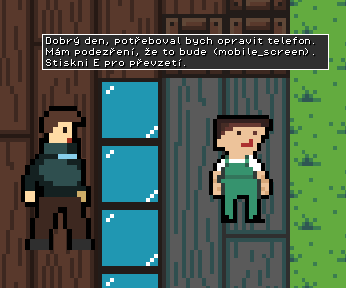 Dobrý den, potřeboval bych opravit telefon.
Mám podezření, že to bude (mobile_screen).
Stiskni E pro převzetí.